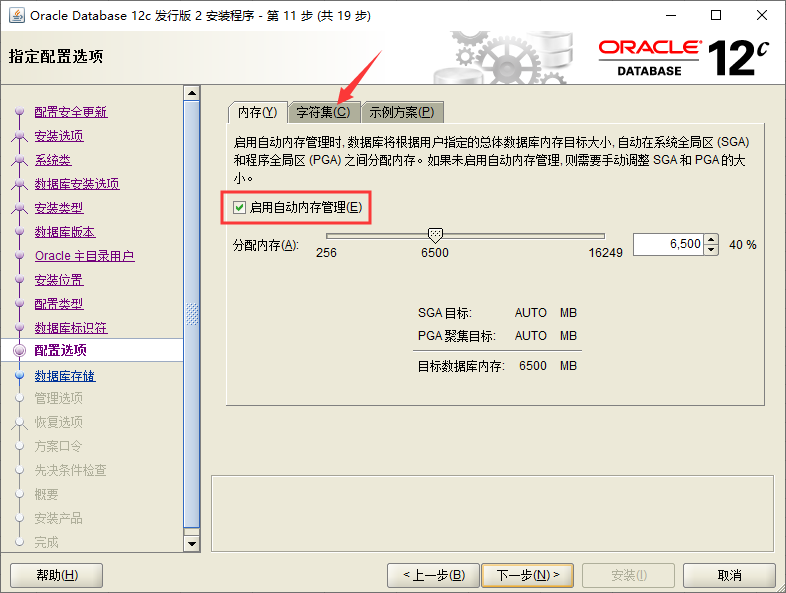 Oracle Database 12c 发行版 2 安装程序 - 第 11 步 (共 19 步)
指定配置选项
ORACLE
DATABASE
12c
配置安全更新
安装选项
系统类
数据库安装选项
安装类型
数据库版本
Oracle 主目录用户
安装位置
配置类型
数据库标识符
配置选项
数据库存储
管理选项
恢复选项
方案口令
先决条件检查
概要
安装产品
完成
内存(Y) 字符集(C) 示例方案(P)
启用自动内存管理时, 数据库将根据用户指定的总体数据库内存目标大小, 自动在系统全局区 (SGA)
和程序全局区 (PGA) 之间分配内存。如果未启用自动内存管理, 则需要手动调整 SGA 和 PGA 的大
小。
启用自动内存管理(E)
分配内存(A):
256 6500 16249
6,500 40 %
SGA 目标: AUTO MB
PGA 聚集目标: AUTO MB
目标数据库内存: 6500 MB
帮助(H) < 上一步(B) 下一步(N) > 安装(I) 取消